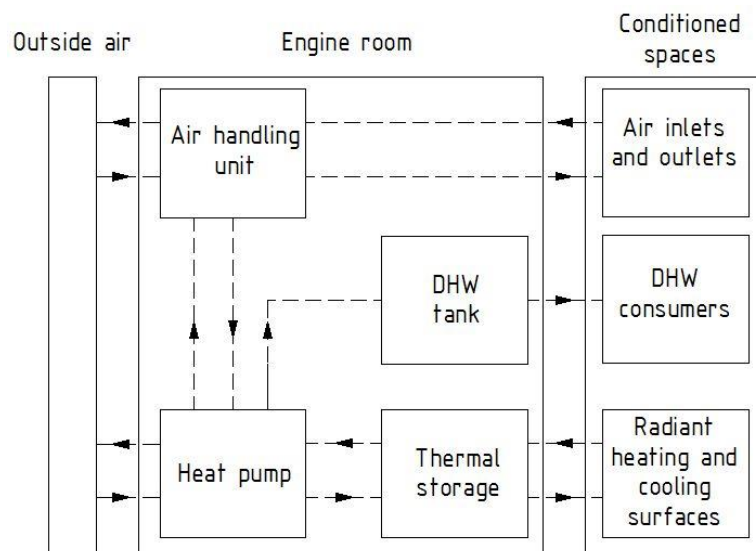 Outside air
Engine room
Conditioned
spaces
Air handling
unit
Air inlets
and outlets
DHW
tank
DHW
consumers
Heat pump
Thermal
storage
Radiant
heating and
cooling
surfaces